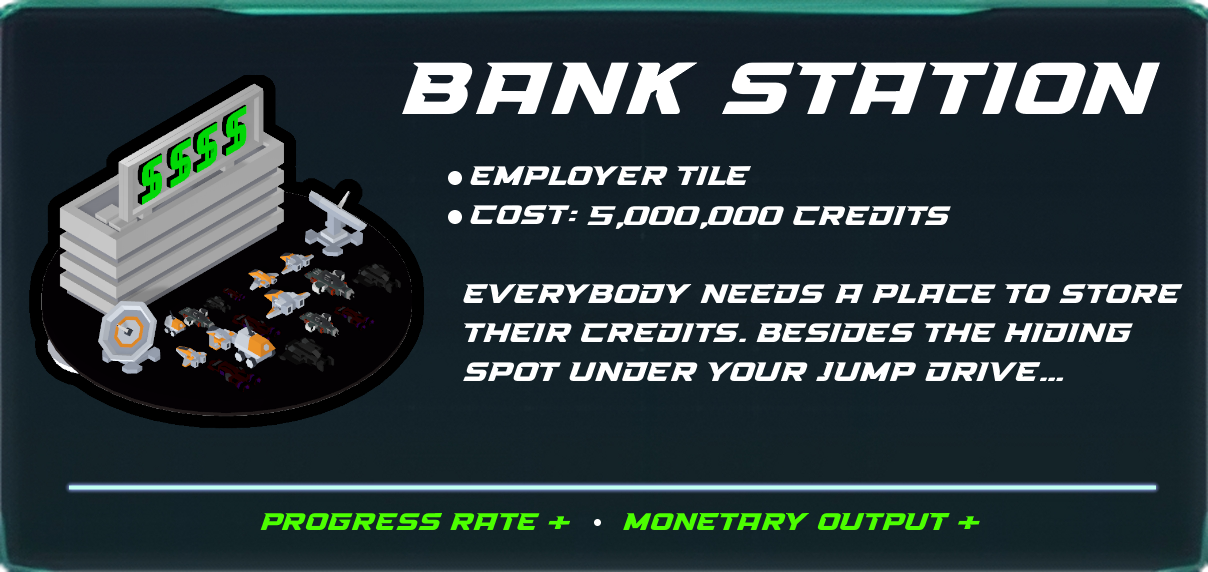 BANK STATION
$$$$
• EMPLOYER TILE
• COST: 5,000,000 CREDITS
EVERYBODY NEEDS A PLACE TO STORE
THEIR CREDITS. BESIDES THE HIDING
SPOT UNDER YOUR JUMP DRIVE...
PROGRESS RATE + • MONETARY OUTPUT +